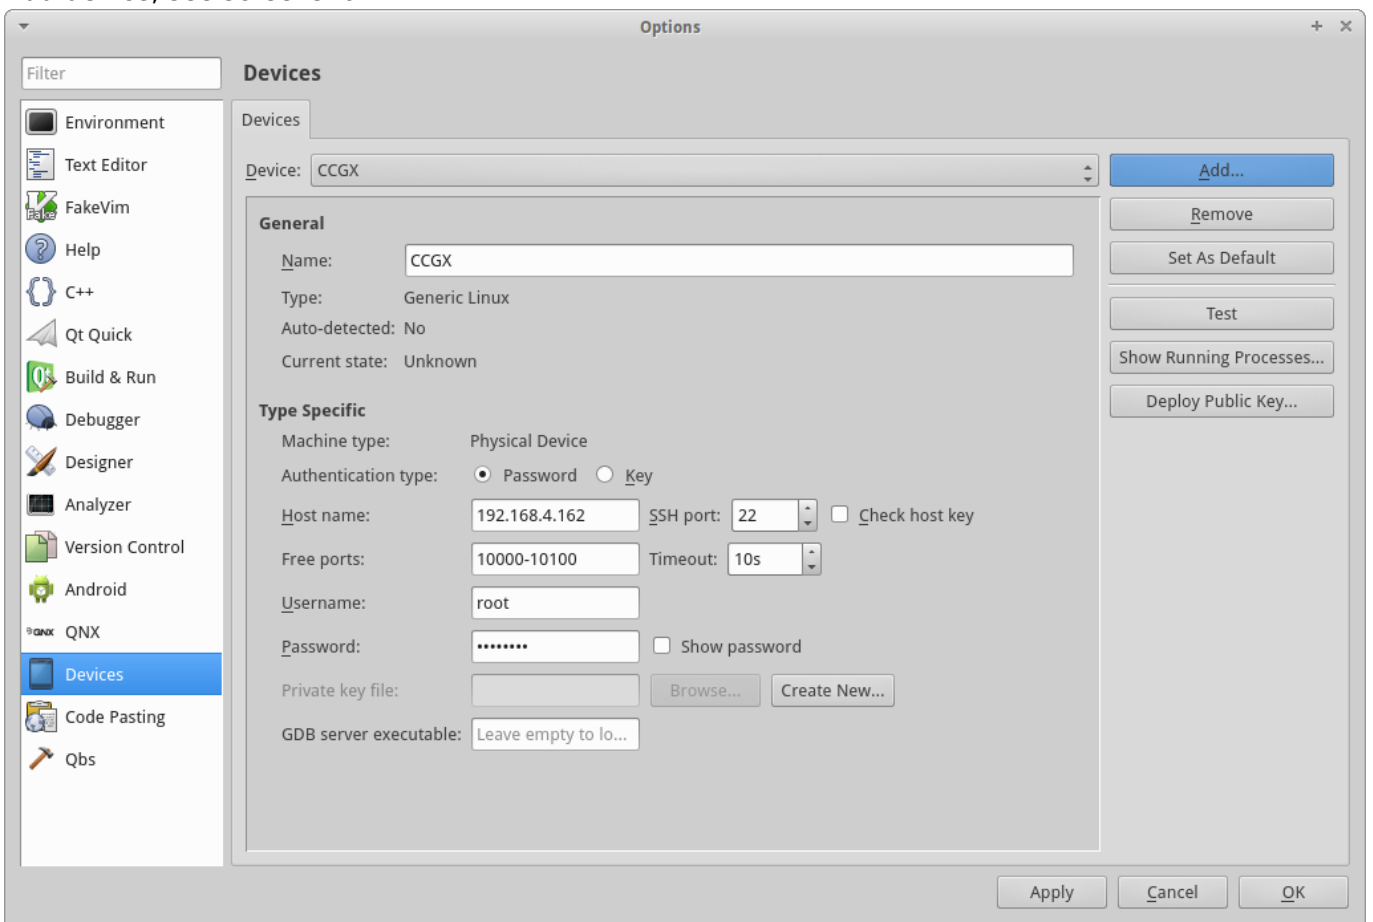 Options
Filter
Devices
Environment
Text Editor
FakeVim
Help
C++
Qt Quick
Build & Run
Debugger
Designer
Analyzer
Version Control
Android
QNX
Devices
Code Pasting
Qbs
Devices
Device: CCGX
Add...
Remove
Set As Default
Test
Show Running Processes...
Deploy Public Key...
General
Name: CCGX
Type: Generic Linux
Auto-detected: No
Current state: Unknown
Type Specific
Machine type: Physical Device
Authentication type: Password Key
Host name: 192.168.4.162 SSH port: 22 Check host key
Free ports: 10000-10100 Timeout: 10s
Username: root
Password: •••••••• Show password
Private key file: Browse... Create New...
GDB server executable: Leave empty to lo...
Apply Cancel OK